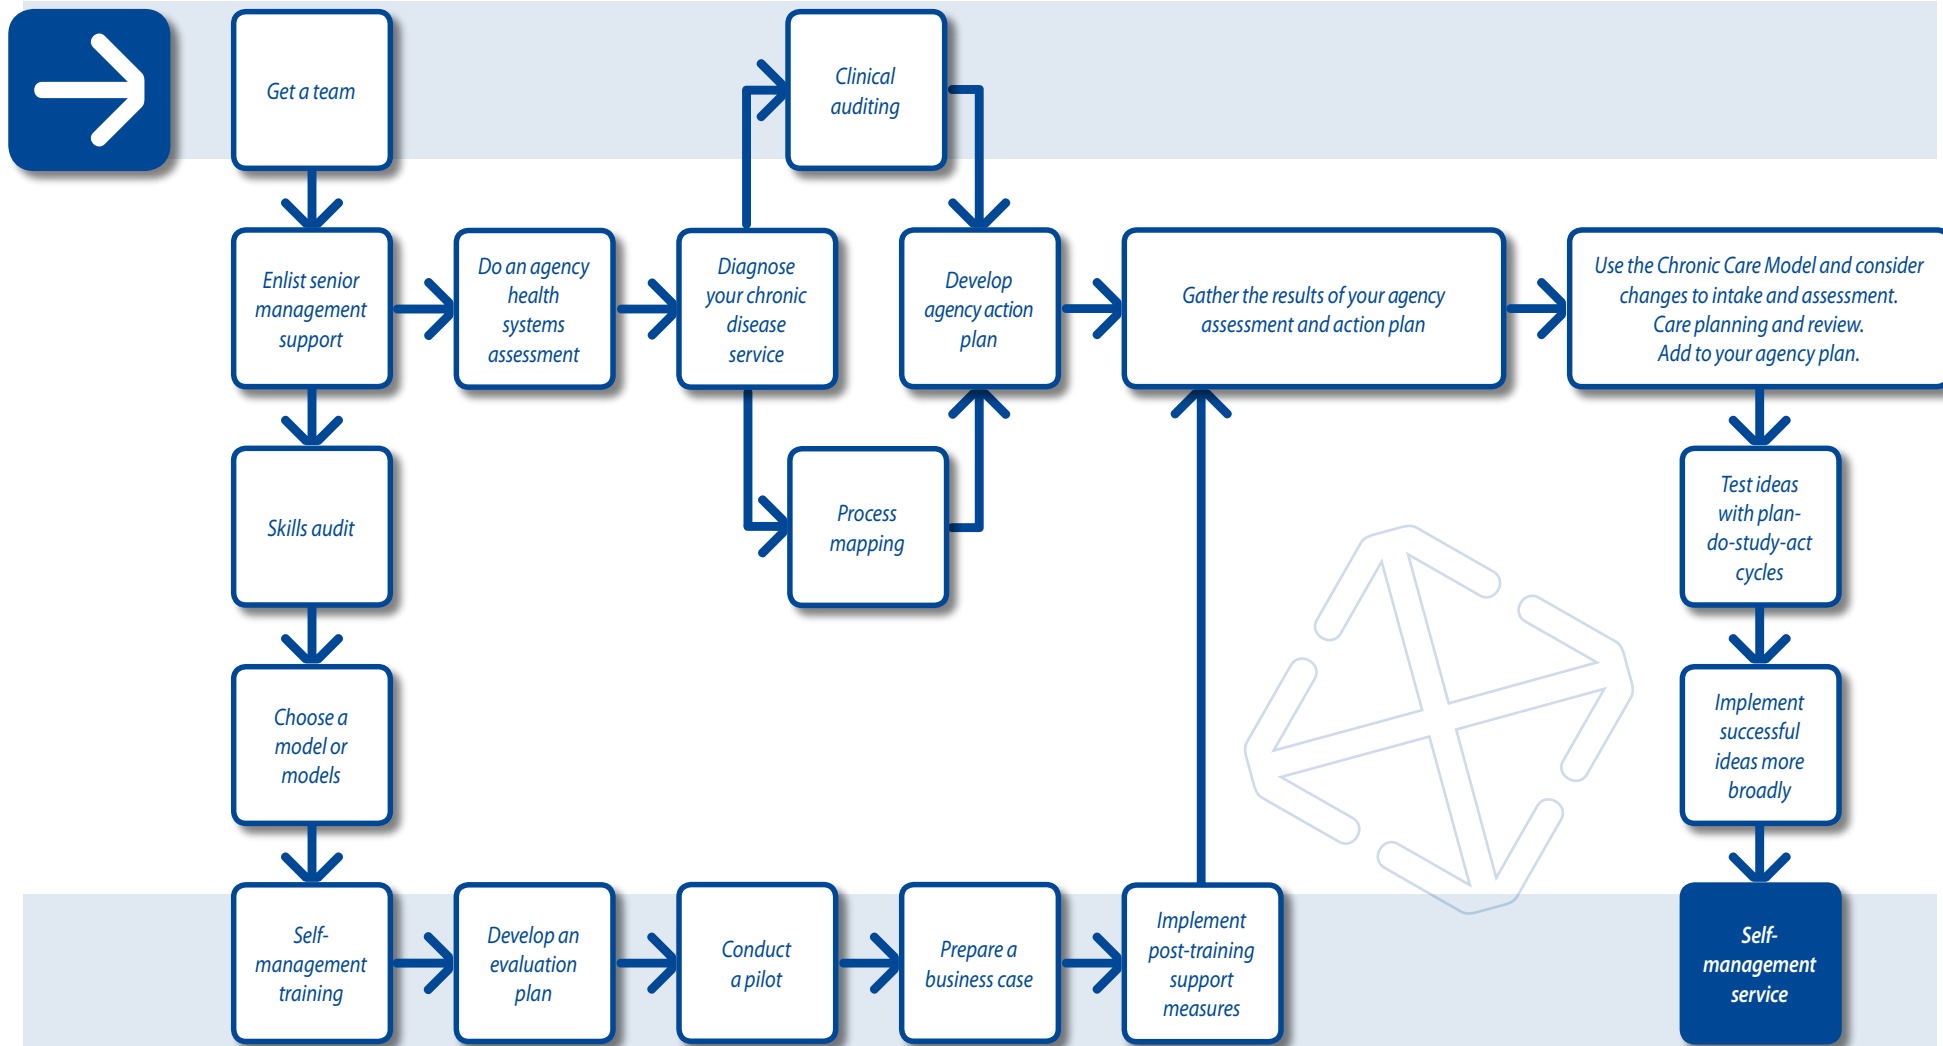 Get a team
Clinical
auditing
Enlist senior
management
support
Do an agency
health
systems
assessment
Diagnose
your chronic
disease
service
Develop
agency action
plan
Gather the results of your agency
assessment and action plan
Use the Chronic Care Model and consider
changes to intake and assessment.
Care planning and review.
Add to your agency plan.
Skills audit
Process
mapping
Test ideas
with plan-
do-study-act
cycles
Choose a
model or
models
Implement
successful
ideas more
broadly
Self-
management
training
Develop an
evaluation
plan
Conduct
a pilot
Prepare a
business case
Implement
post-training
support
measures
Self-
management
service